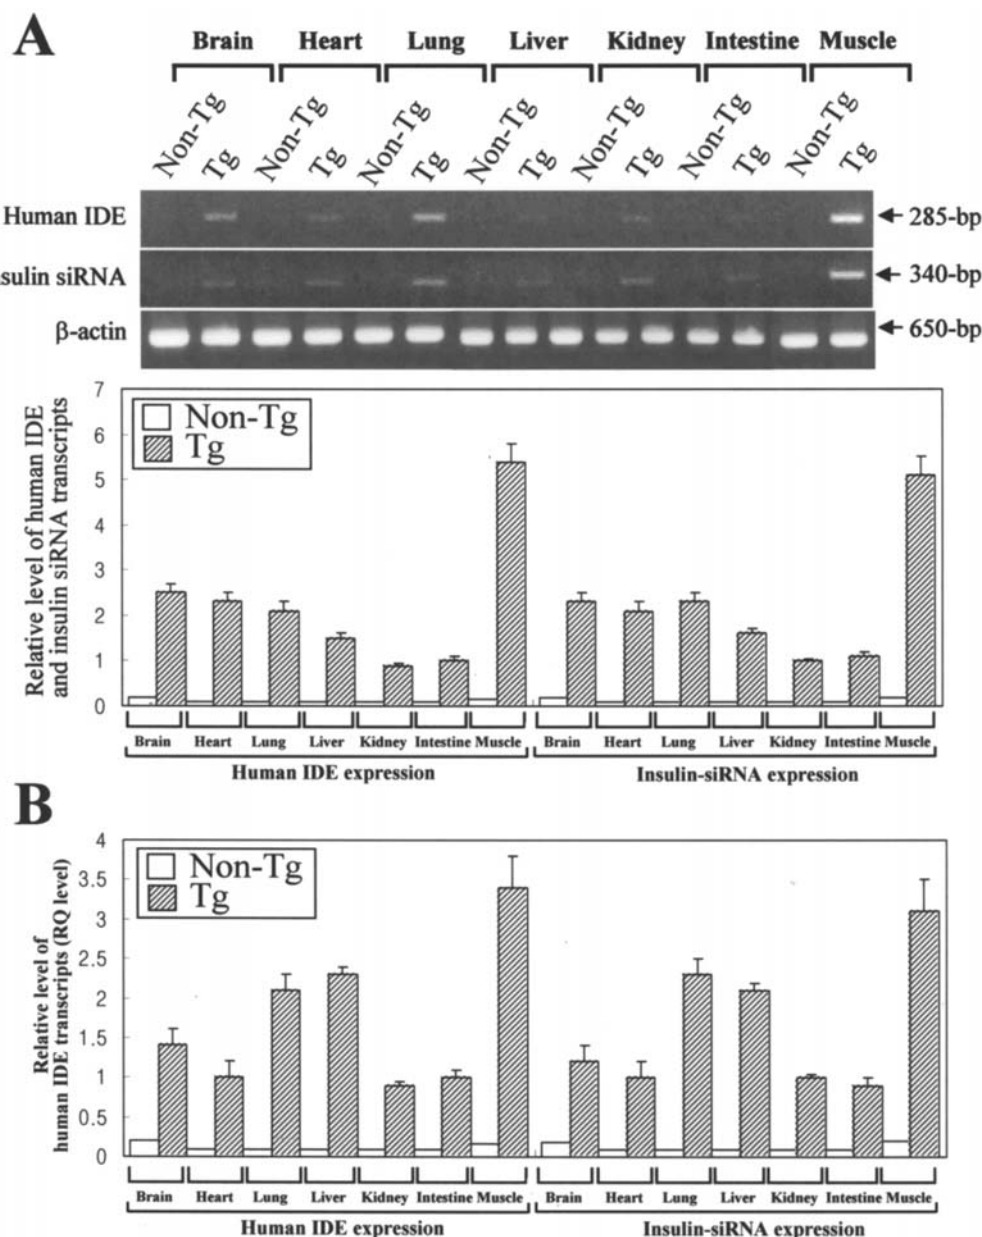 A
Brain Heart Lung Liver Kidney Intestine Muscle
Non-Tg Tg Non-Tg Tg Non-Tg Tg Non-Tg Tg Non-Tg Tg Non-Tg Tg Non-Tg Tg
Human IDE 285-bp
sulin siRNA 340-bp
β-actin 650-bp
Relative level of human IDE
and insulin siRNA transcripts
7
6
5
4
3
2
1
0
Non-Tg
Tg
Brain Heart Lung Liver Kidney Intestine Muscle Brain Heart Lung Liver Kidney Intestine Muscle
Human IDE expression Insulin-siRNA expression
B
Relative level of
human IDE transcripts (RQ level)
4
3.5
3
2.5
2
1.5
1
0.5
0
Non-Tg
Tg
Brain Heart Lung Liver Kidney Intestine Muscle Brain Heart Lung Liver Kidney Intestine Muscle
Human IDE expression Insulin-siRNA expression